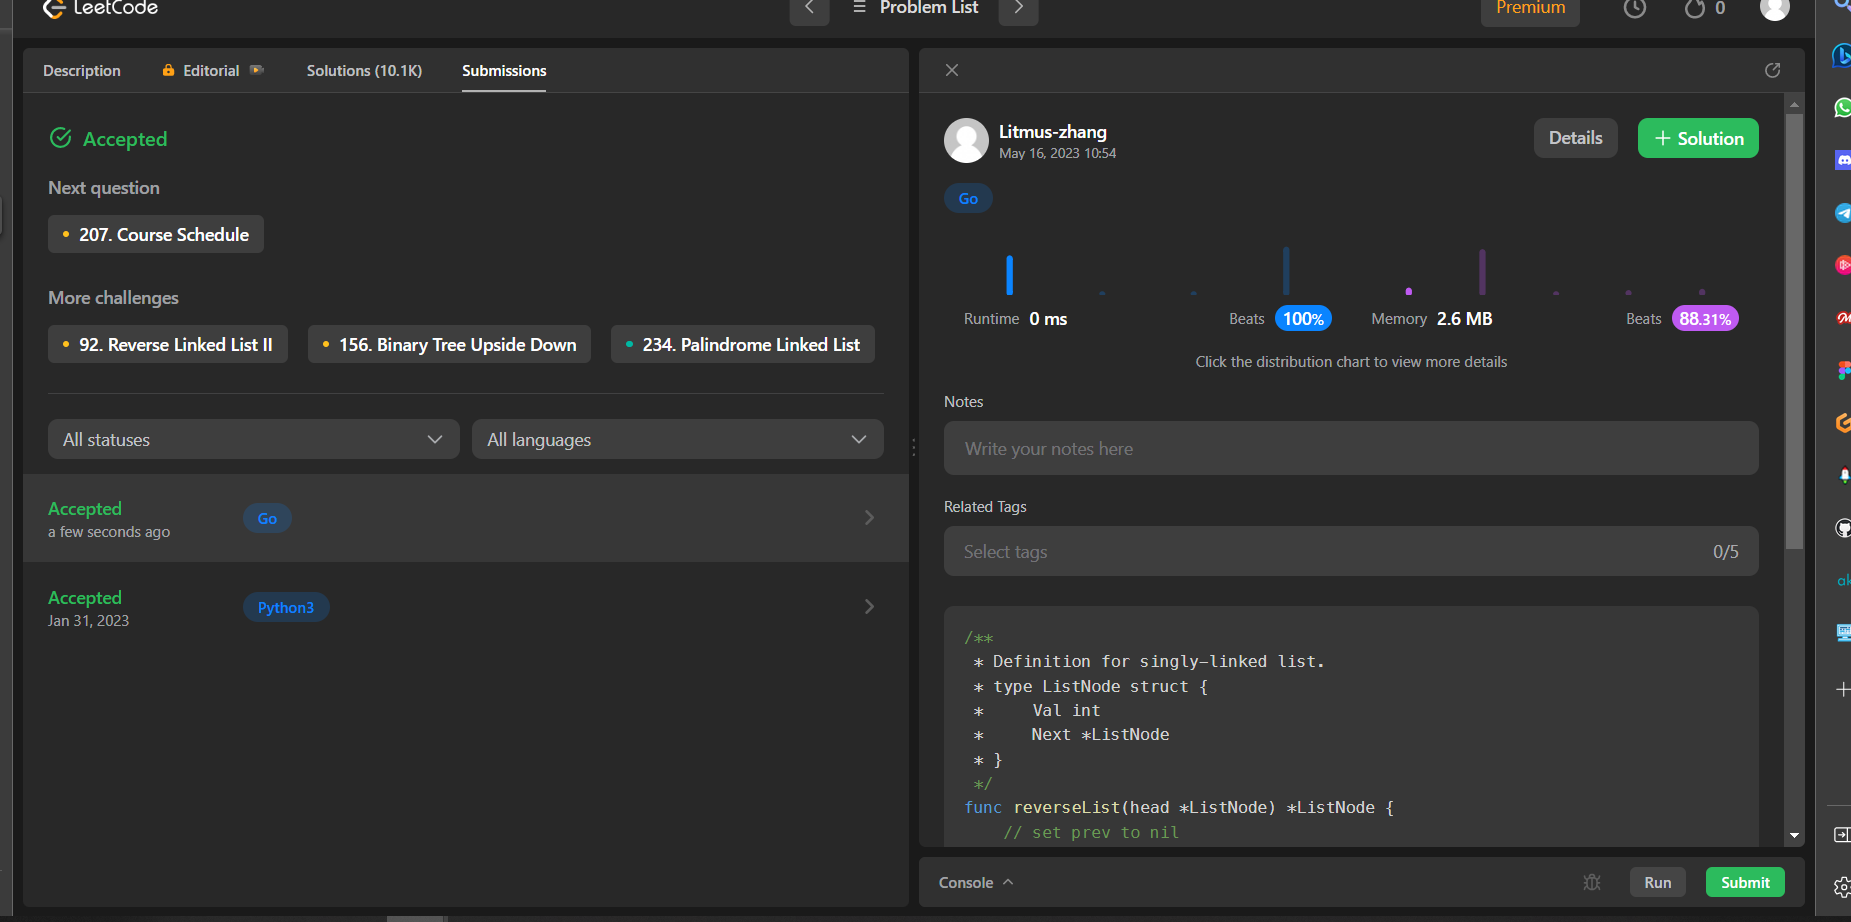 LeetCode
Problem List
Premium
0
Description
Editorial
Solutions (10.1K)
Submissions
Accepted
Next question
207. Course Schedule
More challenges
92. Reverse Linked List II
156. Binary Tree Upside Down
234. Palindrome Linked List
All statuses
All languages
Accepted
a few seconds ago
Go
Accepted
Jan 31, 2023
Python3
Litmus-zhang
May 16, 2023 10:54
Details
+ Solution
Go
Runtime 0 ms
Beats 100%
Memory 2.6 MB
Beats 88.31%
Click the distribution chart to view more details
Notes
Write your notes here
Related Tags
Select tags
0/5
/**
 * Definition for singly-linked list.
 * type ListNode struct {
 *     Val int
 *     Next *ListNode
 * }
 */
func reverseList(head *ListNode) *ListNode {
    // set prev to nil
Console
Run
Submit